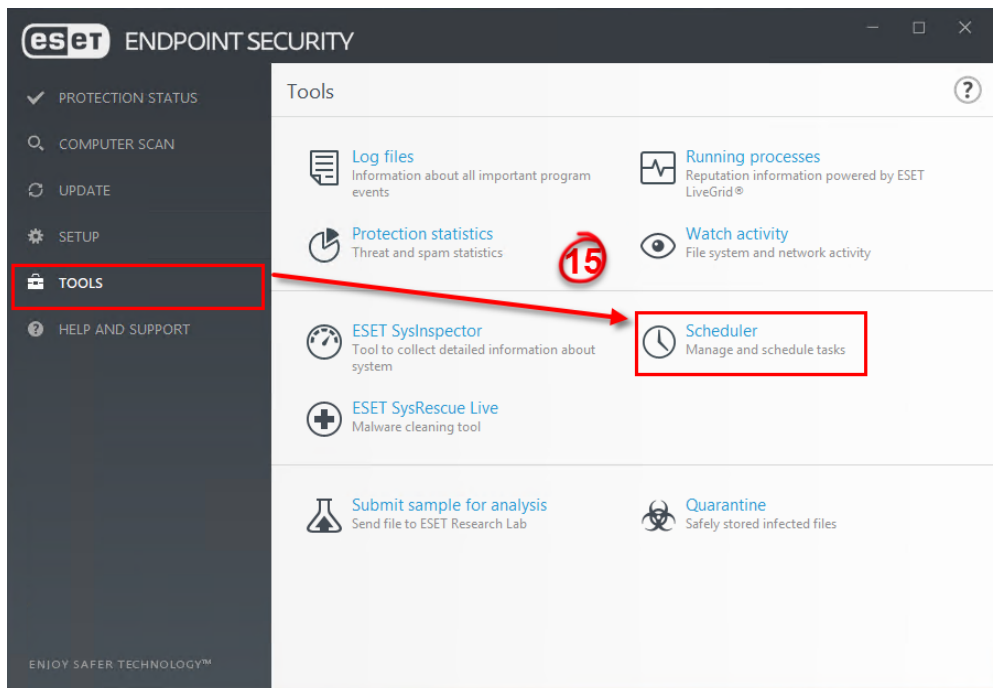 eset ENDPOINT SECURITY
PROTECTION STATUS
COMPUTER SCAN
UPDATE
SETUP
TOOLS
HELP AND SUPPORT
ENJOY SAFER TECHNOLOGY™
Tools
?
Log files
Information about all important program
events
Running processes
Reputation information powered by ESET
LiveGrid®
Protection statistics
Threat and spam statistics
15
Watch activity
File system and network activity
ESET SysInspector
Tool to collect detailed information about
system
Scheduler
Manage and schedule tasks
ESET SysRescue Live
Malware cleaning tool
Submit sample for analysis
Send file to ESET Research Lab
Quarantine
Safely stored infected files